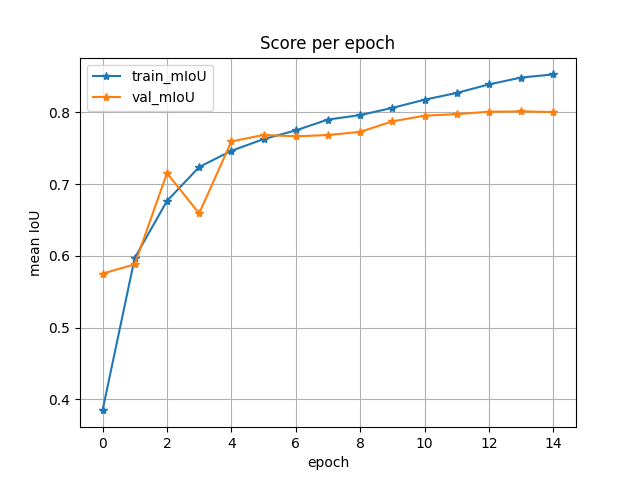 Score per epoch
train_mIoU
val_mIoU
mean IoU
0.8
0.7
0.6
0.5
0.4
0 2 4 6 8 10 12 14
epoch